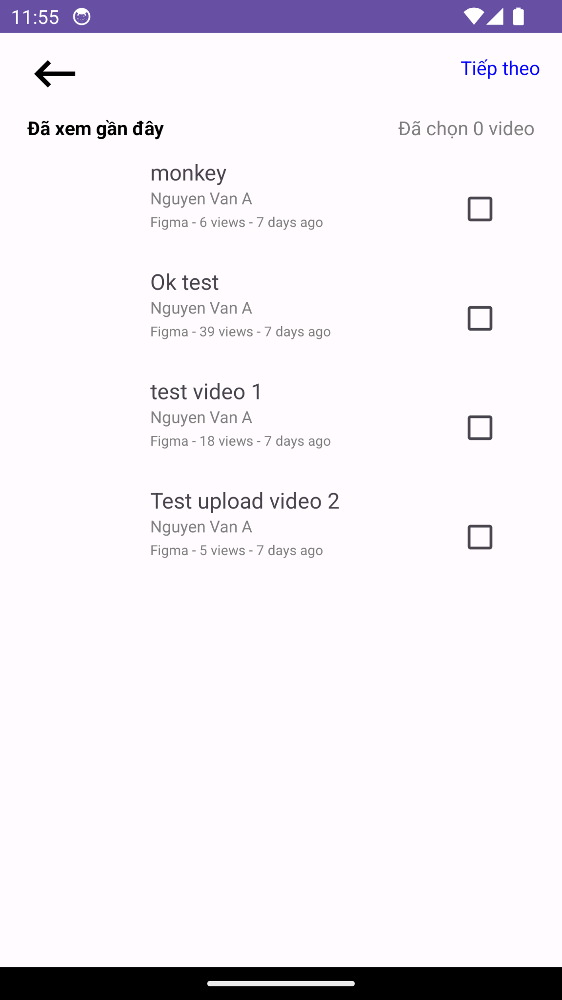 11:55
Tiếp theo
Đã xem gần đây
Đã chọn 0 video
monkey
Nguyen Van A
Figma - 6 views - 7 days ago
Ok test
Nguyen Van A
Figma - 39 views - 7 days ago
test video 1
Nguyen Van A
Figma - 18 views - 7 days ago
Test upload video 2
Nguyen Van A
Figma - 5 views - 7 days ago